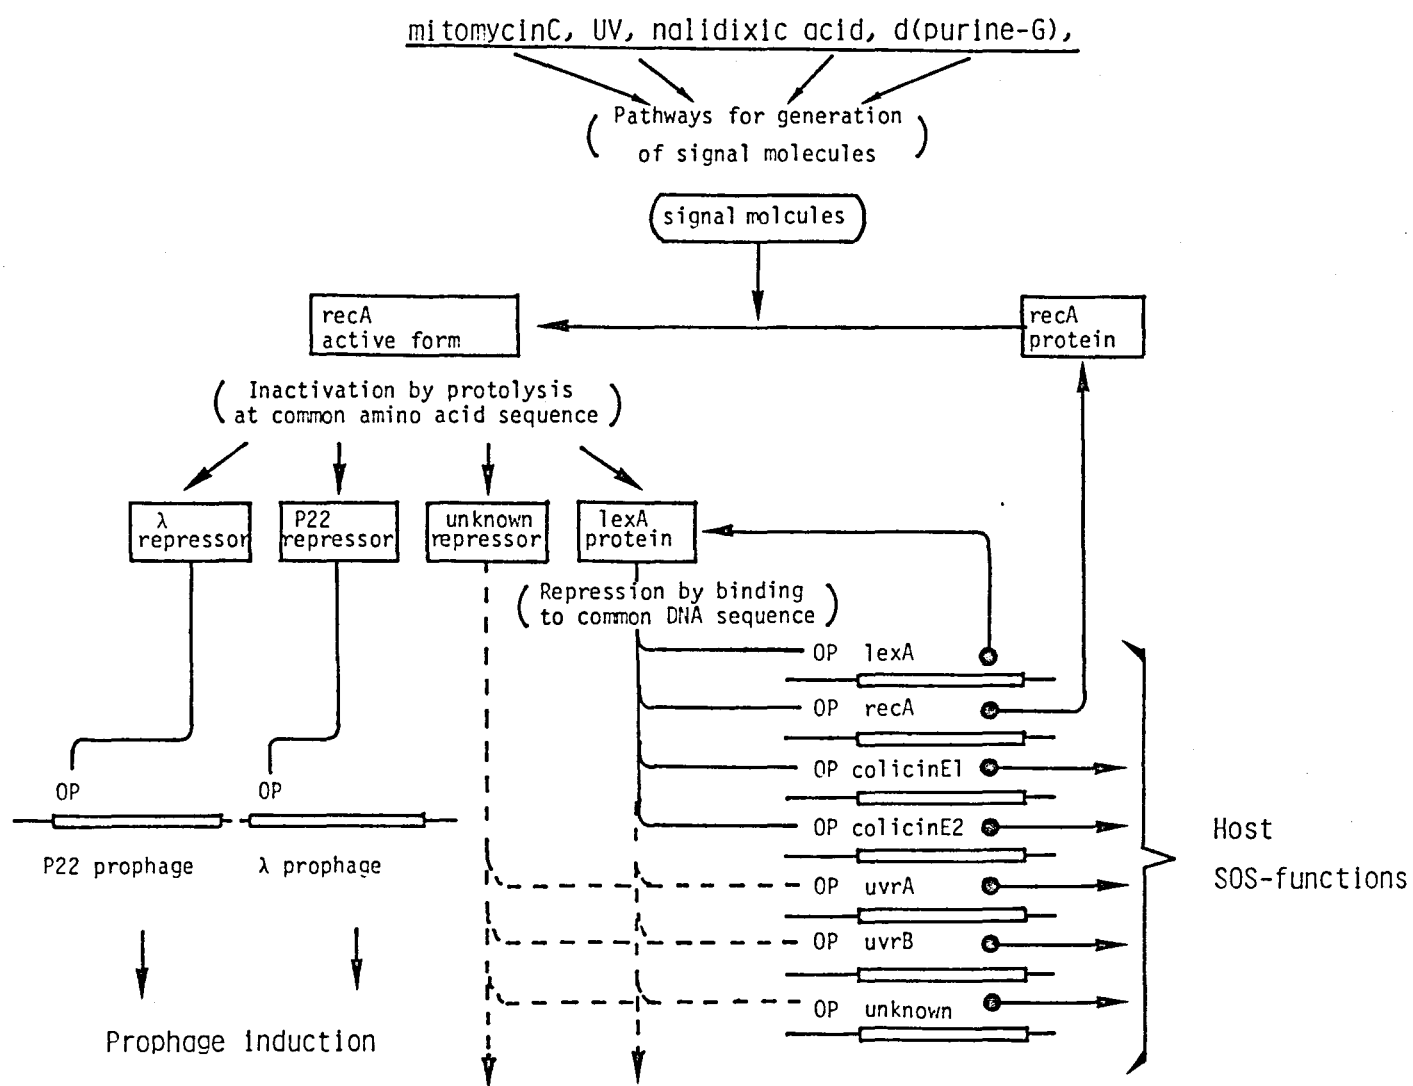 mitomycinC, UV, nalidixic acid, d(purine-G),
( Pathways for generation
of signal molecules )
signal molcules
recA
active form
recA
protein
( Inactivation by protolysis
at common amino acid sequence )
λ
repressor
P22
repressor
unknown
repressor
lexA
protein
( Repression by binding
to common DNA sequence )
OP lexA
OP recA
OP colicinE1
OP colicinE2
OP uvrA
OP uvrB
OP unknown
OP
OP
P22 prophage
λ prophage
Host
SOS-functions
Prophage induction